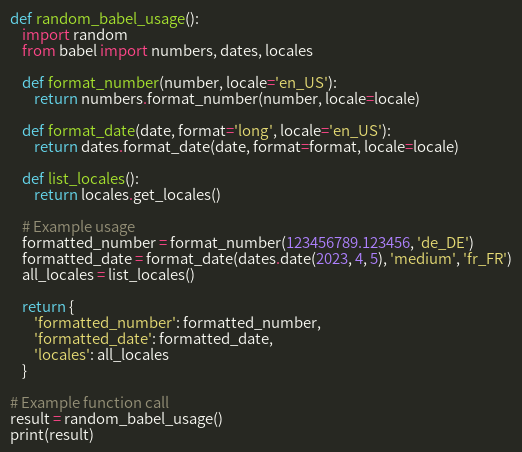 def random_babel_usage():
    import random
    from babel import numbers, dates, locales

    def format_number(number, locale='en_US'):
        return numbers.format_number(number, locale=locale)

    def format_date(date, format='long', locale='en_US'):
        return dates.format_date(date, format=format, locale=locale)

    def list_locales():
        return locales.get_locales()

    # Example usage
    formatted_number = format_number(123456789.123456, 'de_DE')
    formatted_date = format_date(dates.date(2023, 4, 5), 'medium', 'fr_FR')
    all_locales = list_locales()

    return {
        'formatted_number': formatted_number,
        'formatted_date': formatted_date,
        'locales': all_locales
    }

# Example function call
result = random_babel_usage()
print(result)